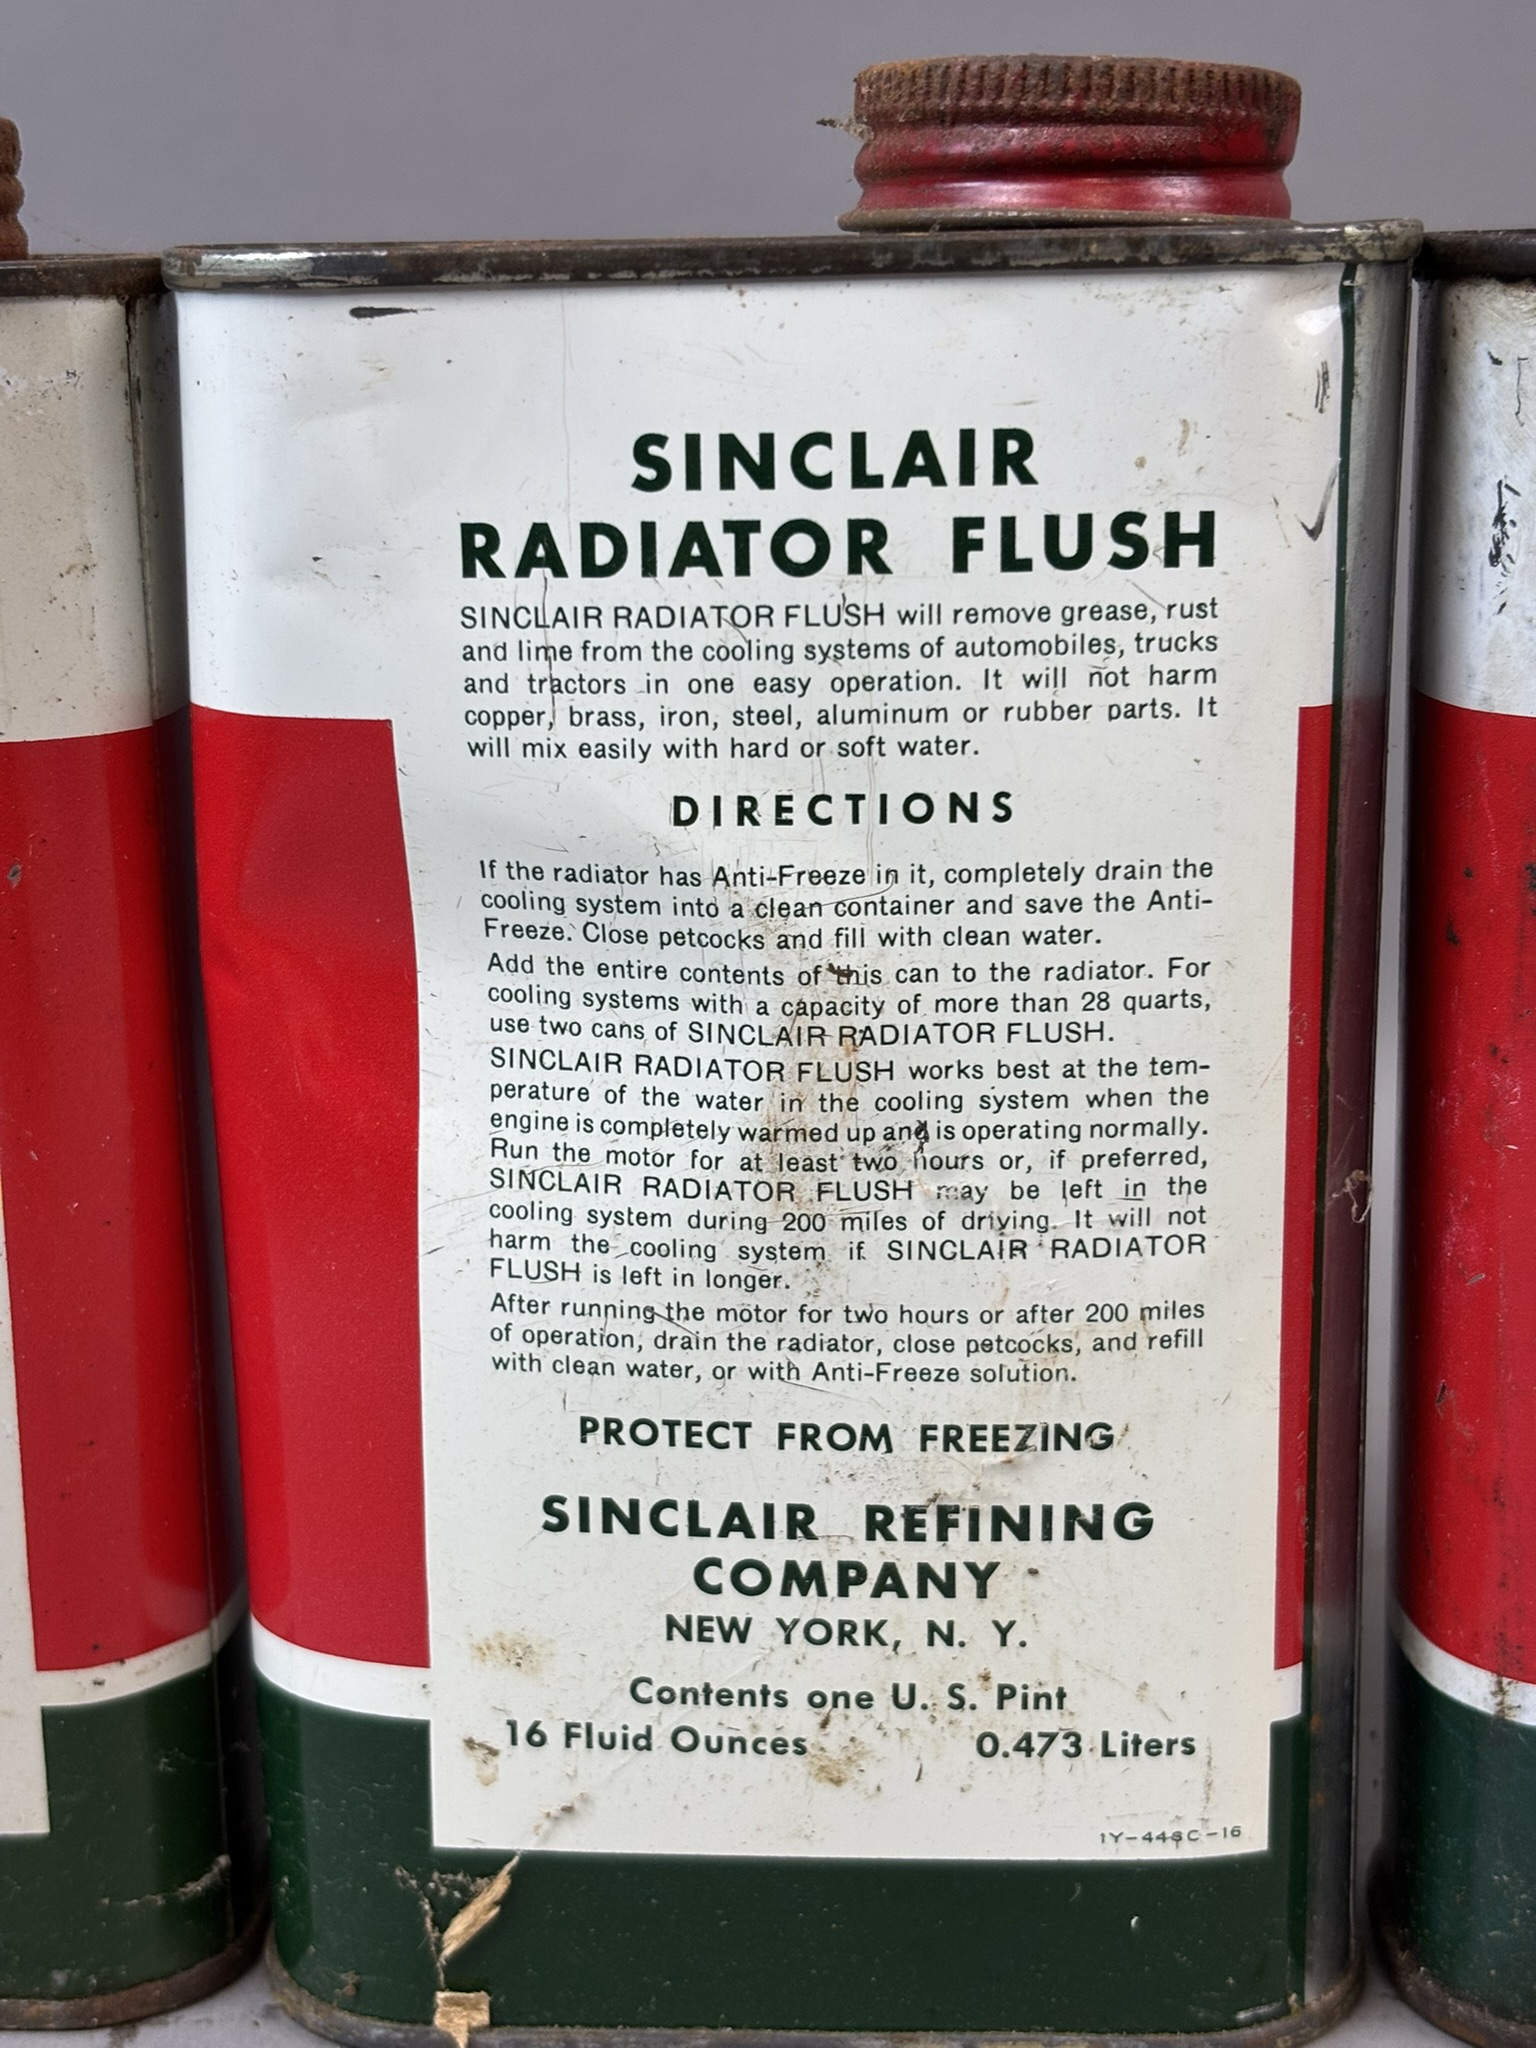 SINCLAIR
RADIATOR FLUSH
SINCLAIR RADIATOR FLUSH will remove grease, rust
and lime from the cooling systems of automobiles, trucks
and tractors in one easy operation. It will not harm
copper, brass, iron, steel, aluminum or rubber parts. It
will mix easily with hard or soft water.
DIRECTIONS
If the radiator has Anti-Freeze in it, completely drain the
cooling system into a clean container and save the Anti-
Freeze. Close petcocks and fill with clean water.
Add the entire contents of this can to the radiator. For
cooling systems with a capacity of more than 28 quarts,
use two cans of SINCLAIR RADIATOR FLUSH.
SINCLAIR RADIATOR FLUSH works best at the tem-
perature of the water in the cooling system when the
engine is completely warmed up and is operating normally.
Run the motor for at least two hours or, if preferred,
SINCLAIR RADIATOR FLUSH may be left in the
cooling system during 200 miles of driving. It will not
harm the cooling system if SINCLAIR RADIATOR
FLUSH is left in longer.
After running the motor for two hours or after 200 miles
of operation, drain the radiator, close petcocks, and refill
with clean water, or with Anti-Freeze solution.
PROTECT FROM FREEZING
SINCLAIR REFINING
COMPANY
NEW YORK, N. Y.
Contents one U. S. Pint
16 Fluid Ounces 0.473 Liters